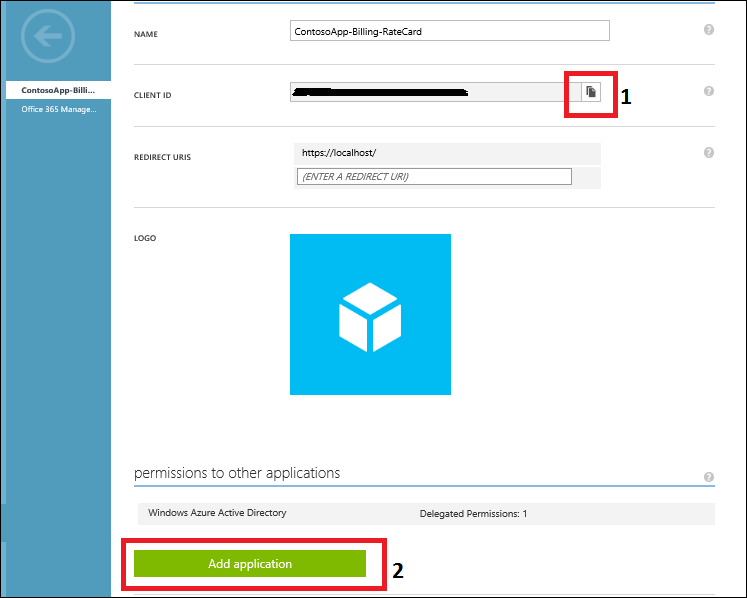 NAME
ContosoApp-Billing-RateCard
?
ContosoApp-Billi...
Office 365 Manage...
CLIENT ID
1
?
REDIRECT URIS
https://localhost/
?
(ENTER A REDIRECT URI)
LOGO
permissions to other applications
?
Windows Azure Active Directory Delegated Permissions: 1
Add application
2